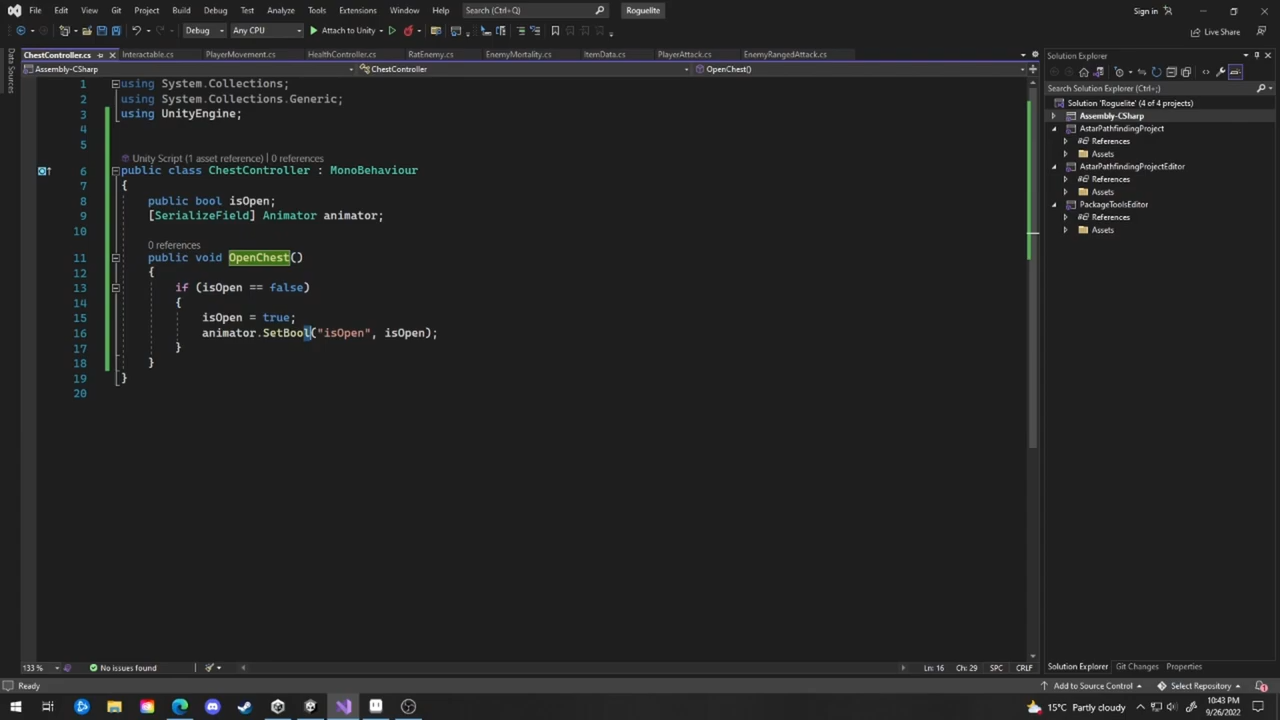 File Edit View Git Project Build Debug Test Analyze Tools Extensions Window Help Search (Ctrl+Q) Roguelite Sign in
Debug Any CPU Attach to Unity Live Share
Data Sources
ChestController.cs Interactable.cs PlayerMovement.cs HealthController.cs RatEnemy.cs EnemyMortality.cs ItemData.cs PlayerAttack.cs EnemyRangedAttack.cs
Assembly-CSharp ChestController OpenChest()
1 using System.Collections;
2 using System.Collections.Generic;
3 using UnityEngine;
4
5
Unity Script (1 asset reference) | 0 references
6 public class ChestController : MonoBehaviour
7 {
8 public bool isOpen;
9 [SerializeField] Animator animator;
10
0 references
11 public void OpenChest()
12 {
13 if (isOpen == false)
14 {
15 isOpen = true;
16 animator.SetBool("isOpen", isOpen);
17 }
18 }
19 }
20
Solution Explorer
Search Solution Explorer (Ctrl+;)
Solution 'Roguelite' (4 of 4 projects)
Assembly-CSharp
AstarPathfindingProject
References
Assets
AstarPathfindingProjectEditor
References
Assets
PackageToolsEditor
References
Assets
133 % No issues found Ln: 16 Ch: 29 SPC CRLF
Solution Explorer Git Changes Properties
Ready Add to Source Control Select Repository 1
15°C Partly cloudy 10:43 PM
9/26/2022